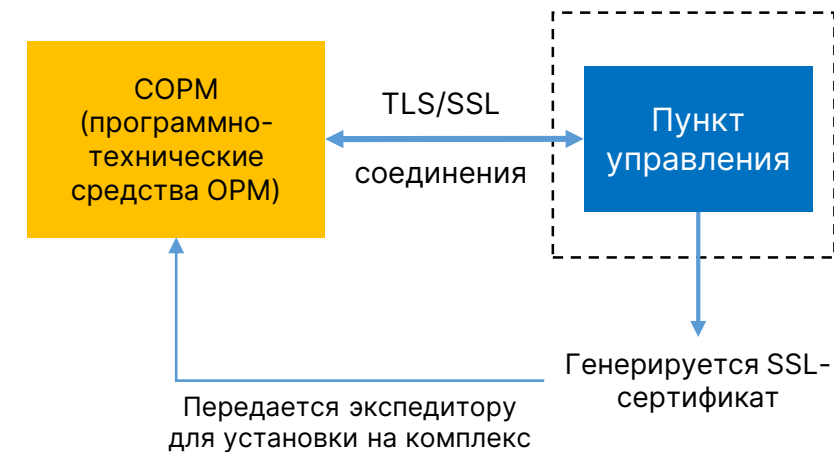 СОРМ
(программно-
технические
средства ОРМ)
TLS/SSL
соединения
Пункт
управления
Генерируется SSL-
сертификат
Передается экспедитору
для установки на комплекс